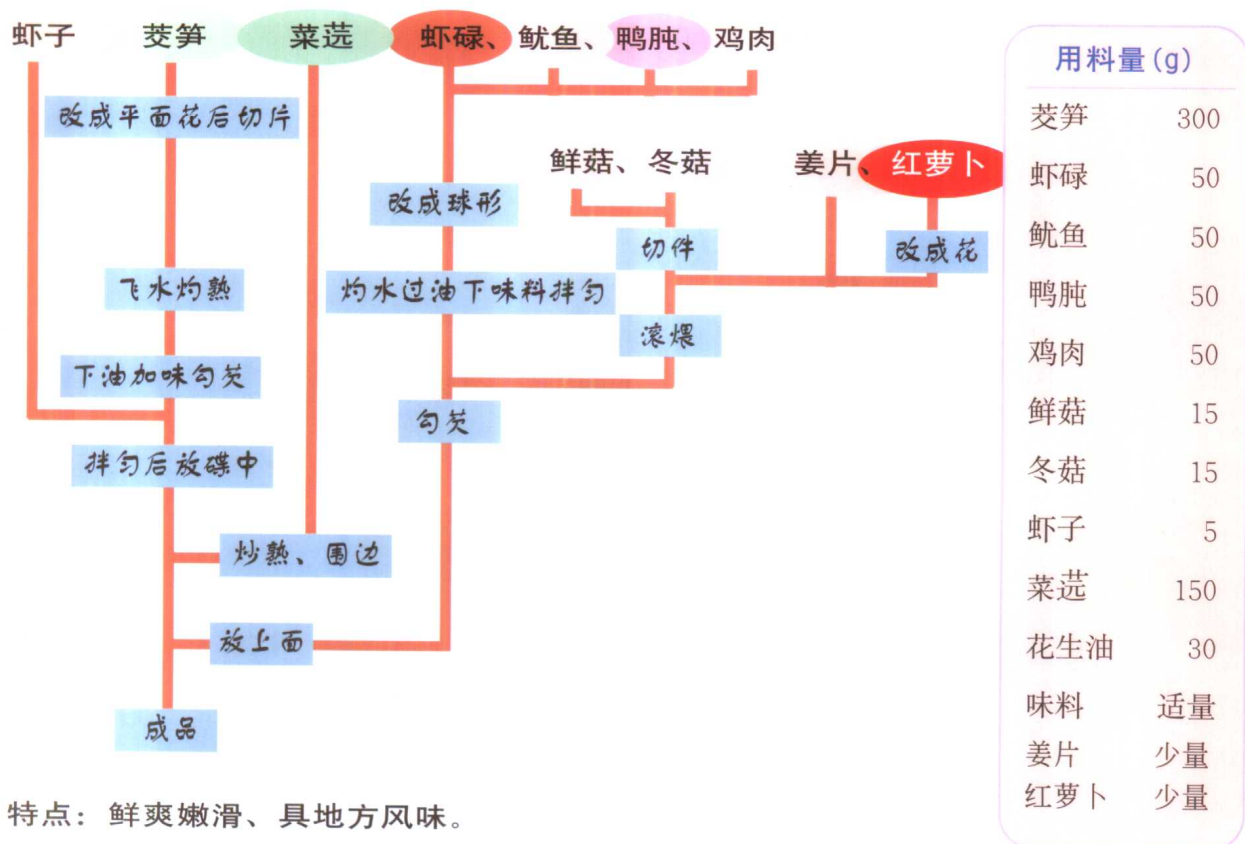 虾子 茭笋 菜薳 虾碌、鱿鱼、鸭肫、鸡肉
改成平面花后切片
鲜菇、冬菇 姜片、红萝卜
改成球形
切件 改成花
飞水灼熟 灼水过油下味料拌匀
滚煨
下油加味勾芡
勾芡
拌匀后放碟中
炒熟、围边
放上面
成品
特点：鲜爽嫩滑、具地方风味。
用料量(g)
茭笋 300
虾碌 50
鱿鱼 50
鸭肫 50
鸡肉 50
鲜菇 15
冬菇 15
虾子 5
菜薳 150
花生油 30
味料 适量
姜片 少量
红萝卜 少量